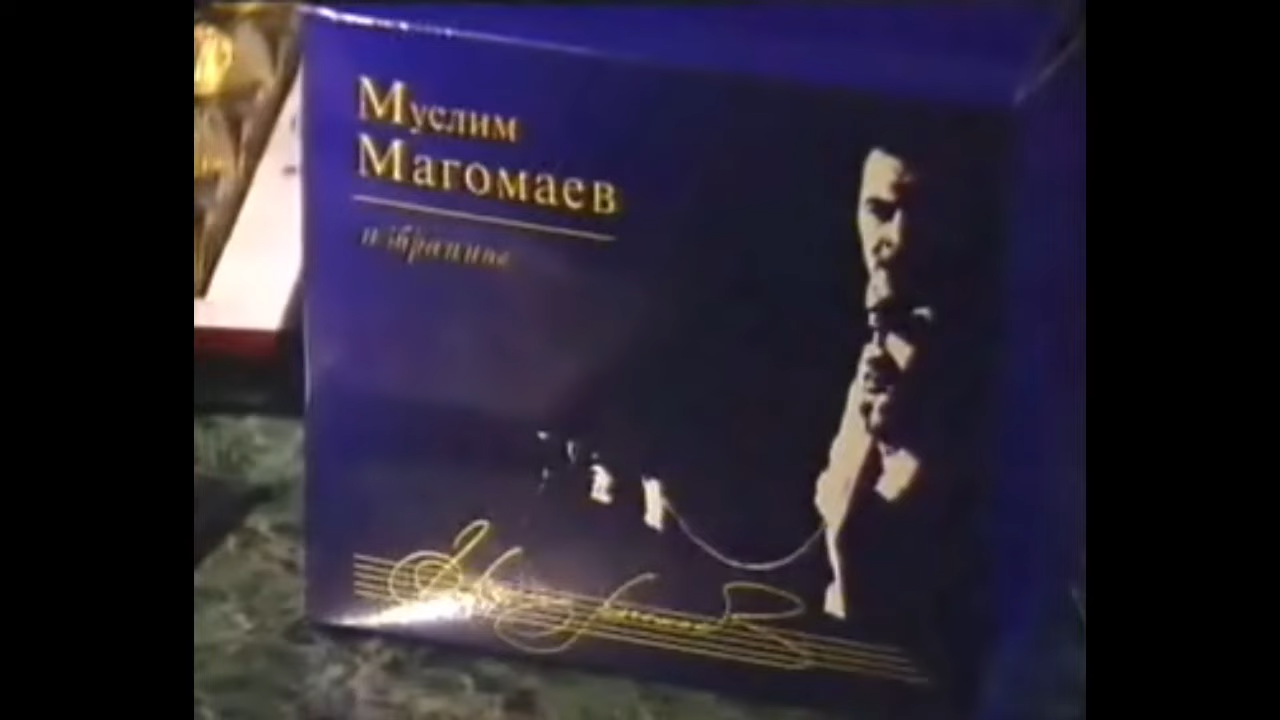 Муслим
Магомаев
избранное